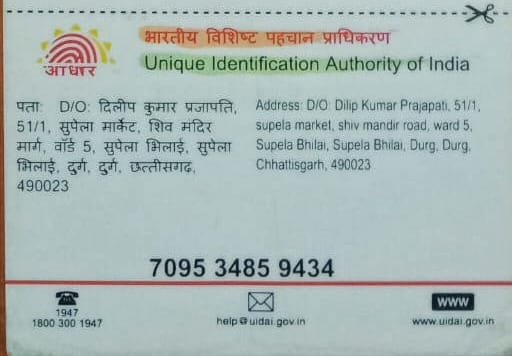 भारतीय विशिष्ट पहचान प्राधिकरण
Unique Identification Authority of India
आधार
पता: D/O: दिलीप कुमार प्रजापति,
51/1, सुपेला मार्केट, शिव मंदिर
मार्ग, वॉर्ड 5, सुपेला भिलाई, सुपेला
भिलाई, दुर्ग, दुर्ग, छत्तीसगढ़,
490023
Address: D/O: Dilip Kumar Prajapati, 51/1,
supela market, shiv mandir road, ward 5,
Supela Bhilai, Supela Bhilai, Durg, Durg,
Chhattisgarh, 490023
7095 3485 9434
1947
1800 300 1947
help@uidai.gov.in
WWW
www.uidai.gov.in